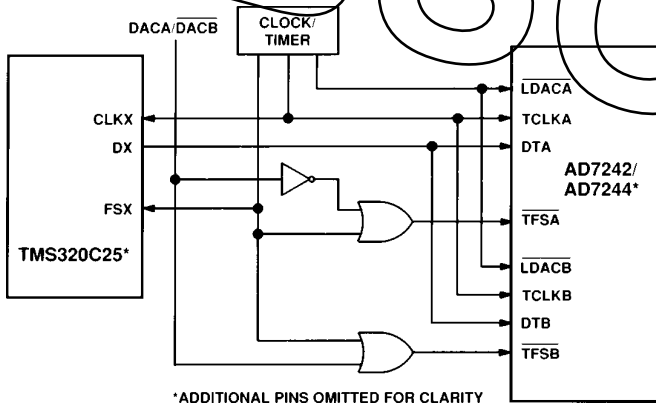 DACA/DACB
CLOCK/
TIMER
LDACA
CLKX
TCLKA
DX
DTA
AD7242/
AD7244*
FSX
TFSA
TMS320C25*
LDACB
TCLKB
DTB
TFSB
*ADDITIONAL PINS OMITTED FOR CLARITY